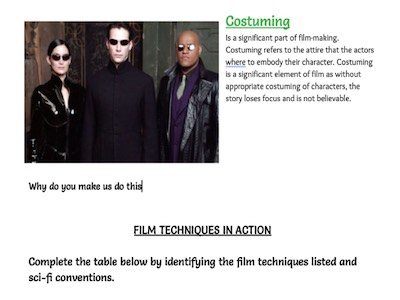 Costuming
Is a significant part of film-making.
Costuming refers to the attire that the actors
where to embody their character. Costuming
is a significant element of film as without
appropriate costuming of characters, the
story loses focus and is not believable.
Why do you make us do this
FILM TECHNIQUES IN ACTION
Complete the table below by identifying the film techniques listed and
sci-fi conventions.